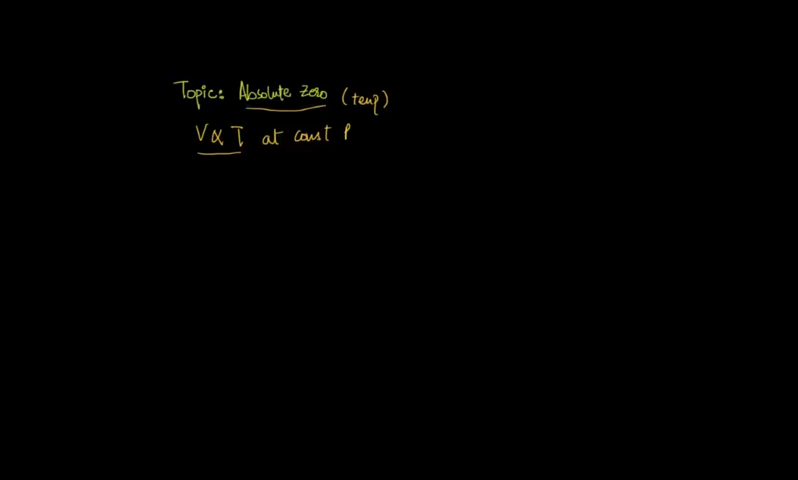 Topic: Absolute zero (temp)
V ∝ T at const P